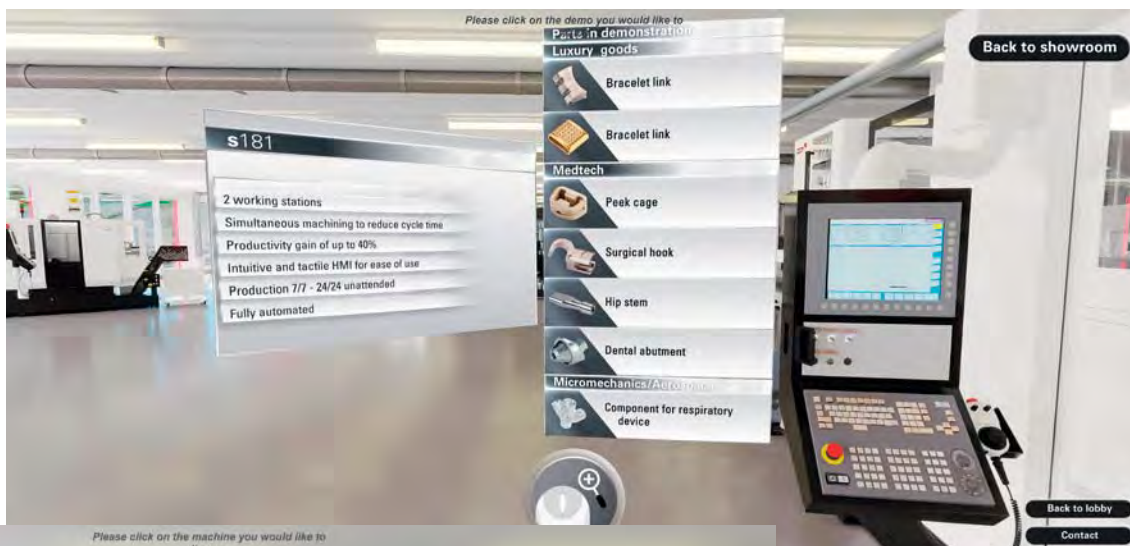 Please click on the demo you would like to
Parts in demonstration
Luxury goods
Bracelet link
Bracelet link
Medtech
Peek cage
Surgical hook
Hip stem
Dental abutment
Micromechanics/Aerospace
Component for respiratory
device
s181
2 working stations
Simultaneous machining to reduce cycle time
Productivity gain of up to 40%
Intuitive and tactile HMI for ease of use
Production 7/7 - 24/24 unattended
Fully automated
Back to showroom
Back to lobby
Contact
Please click on the machine you would like to